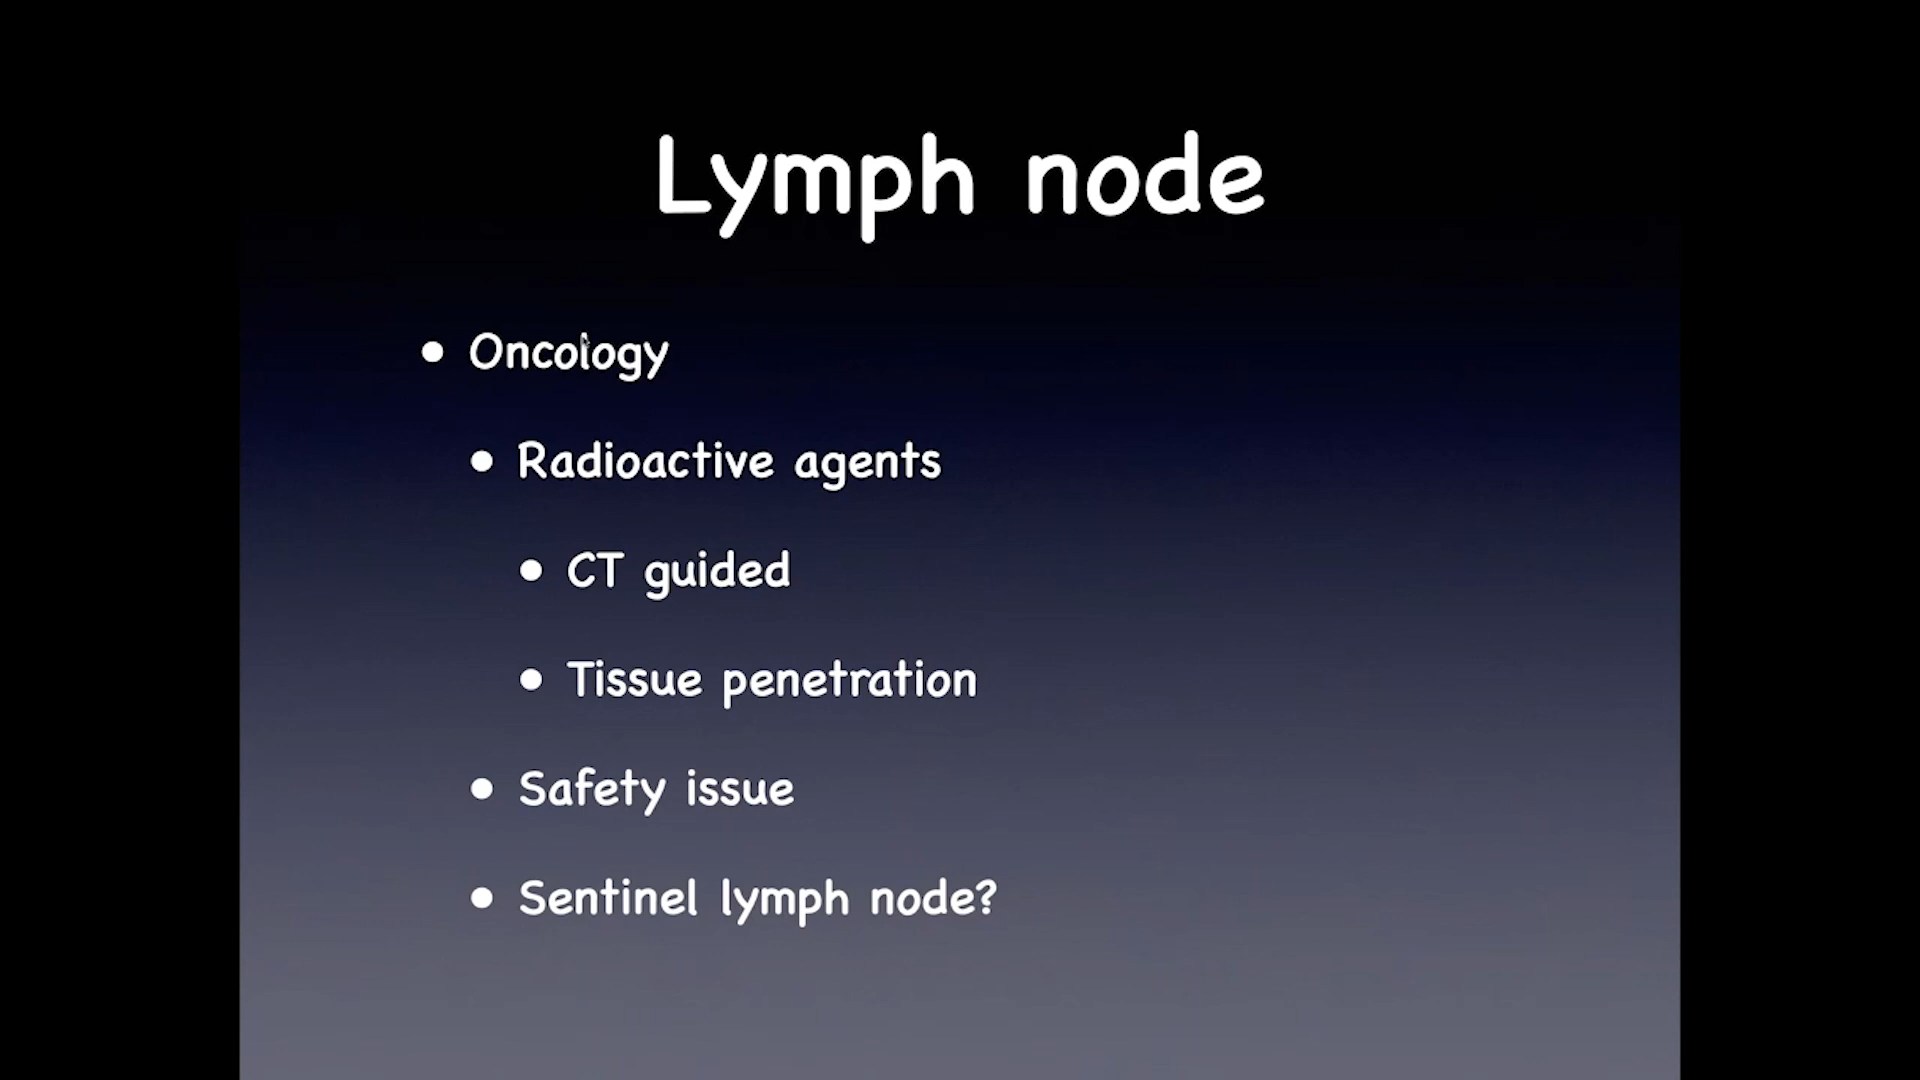 Lymph node
• Oncology
• Radioactive agents
• CT guided
• Tissue penetration
• Safety issue
• Sentinel lymph node?